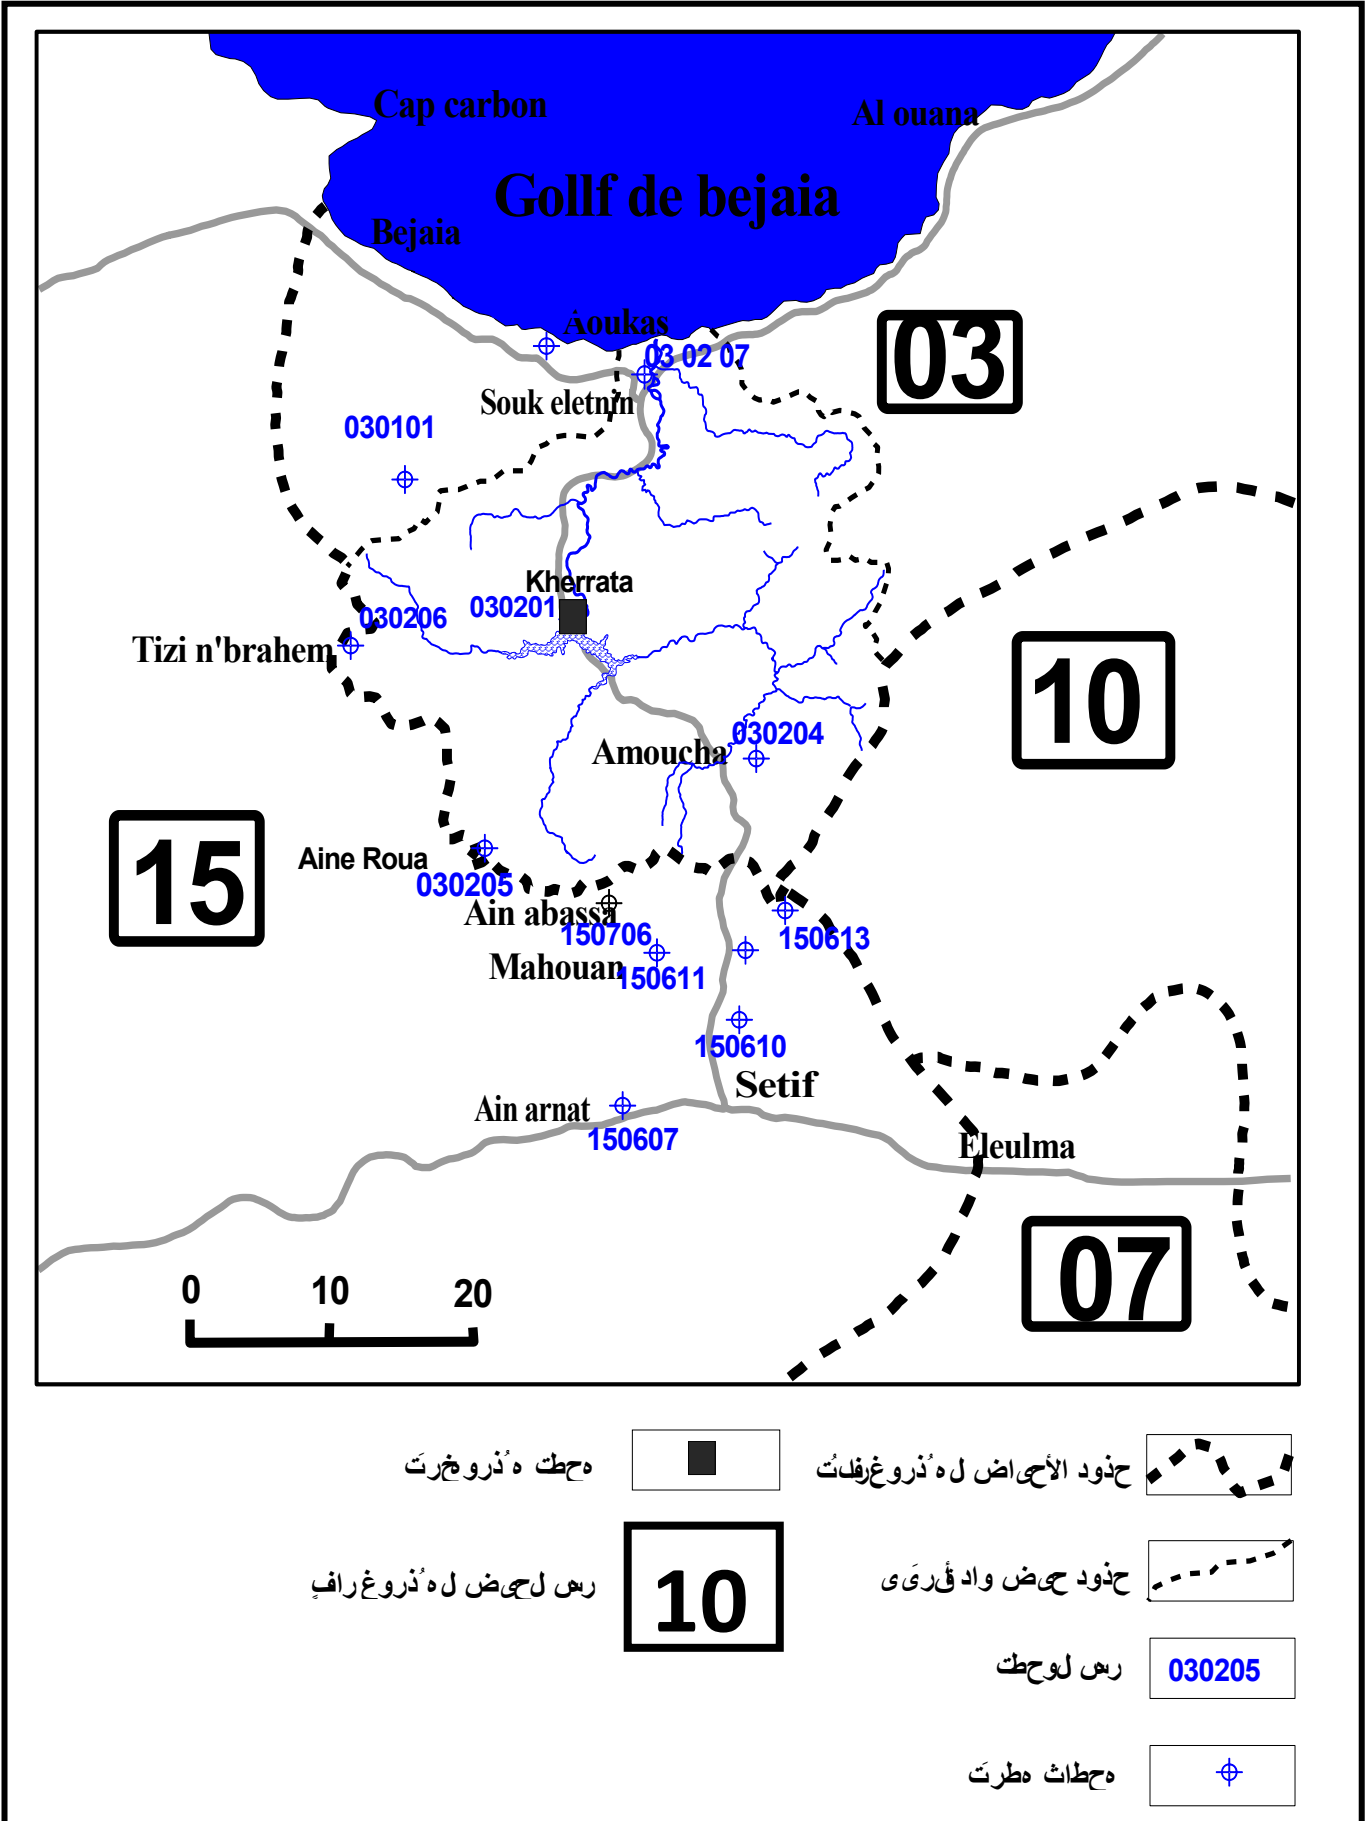 Cap carbon
Al ouana
Gollf de bejaia
Bejaia
Aoukas
03
03 02 07
Souk eletnin
030101
Kherrata
030201
030206
Tizi n'brahem
10
030204
Amoucha
15
Aine Roua
030205
Ain abassa
150706
150613
Mahouan
150611
150610
Setif
Ain arnat
150607
Eleulma
07
0 10 20
10
030205